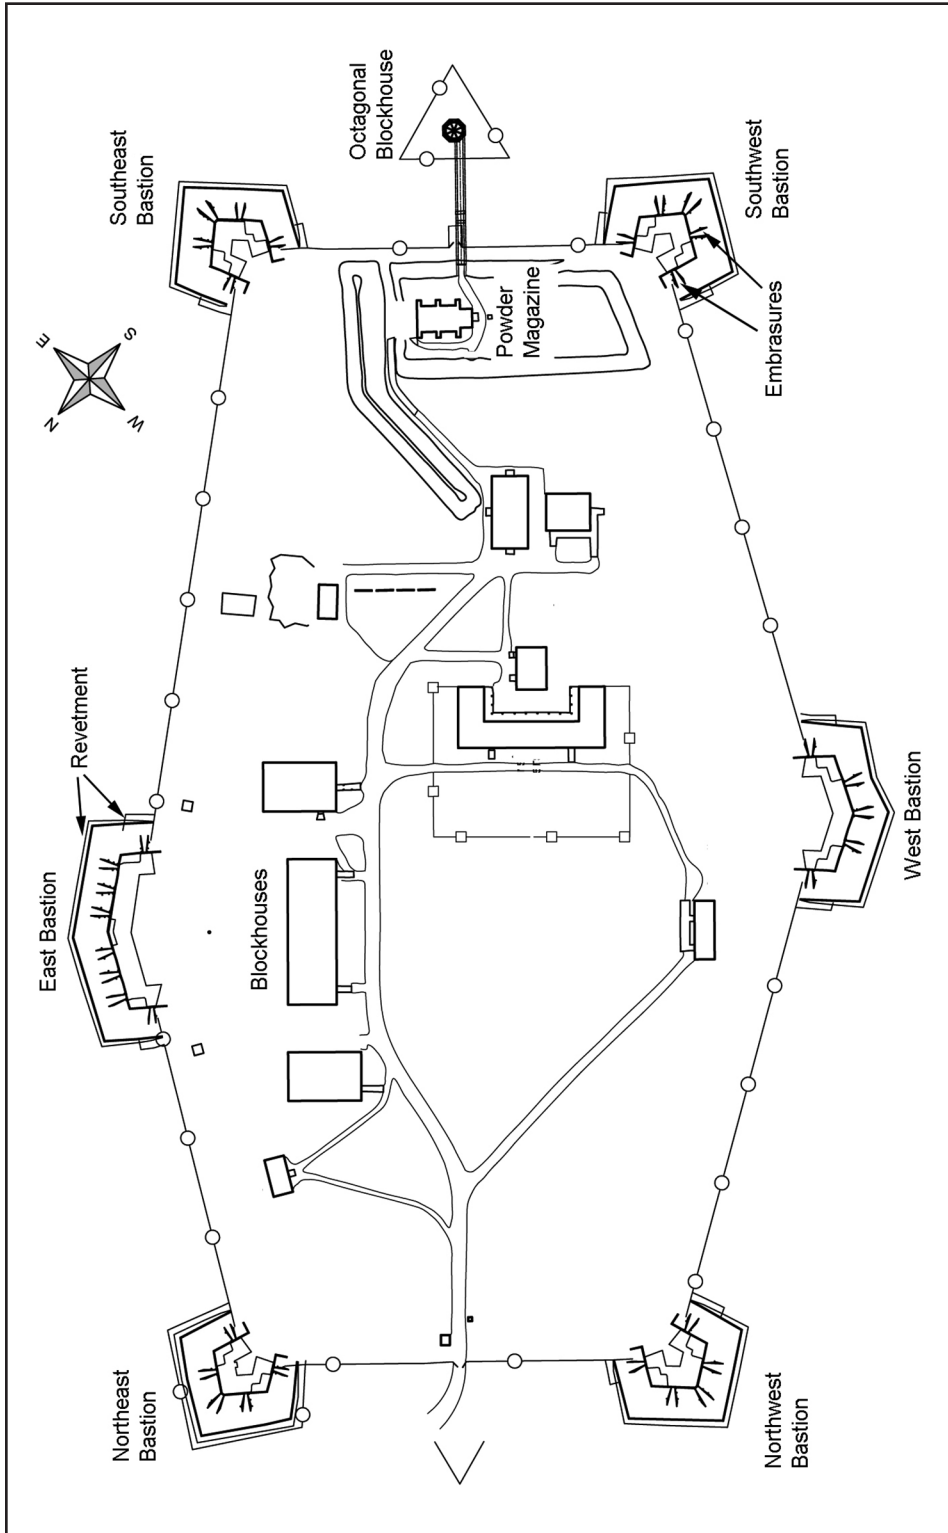 Octagonal
Blockhouse
Southeast
Bastion
Southwest
Bastion
E
S
N
W
Powder
Magazine
Embrasures
Revetment
East Bastion
Blockhouses
West Bastion
Northeast
Bastion
Northwest
Bastion